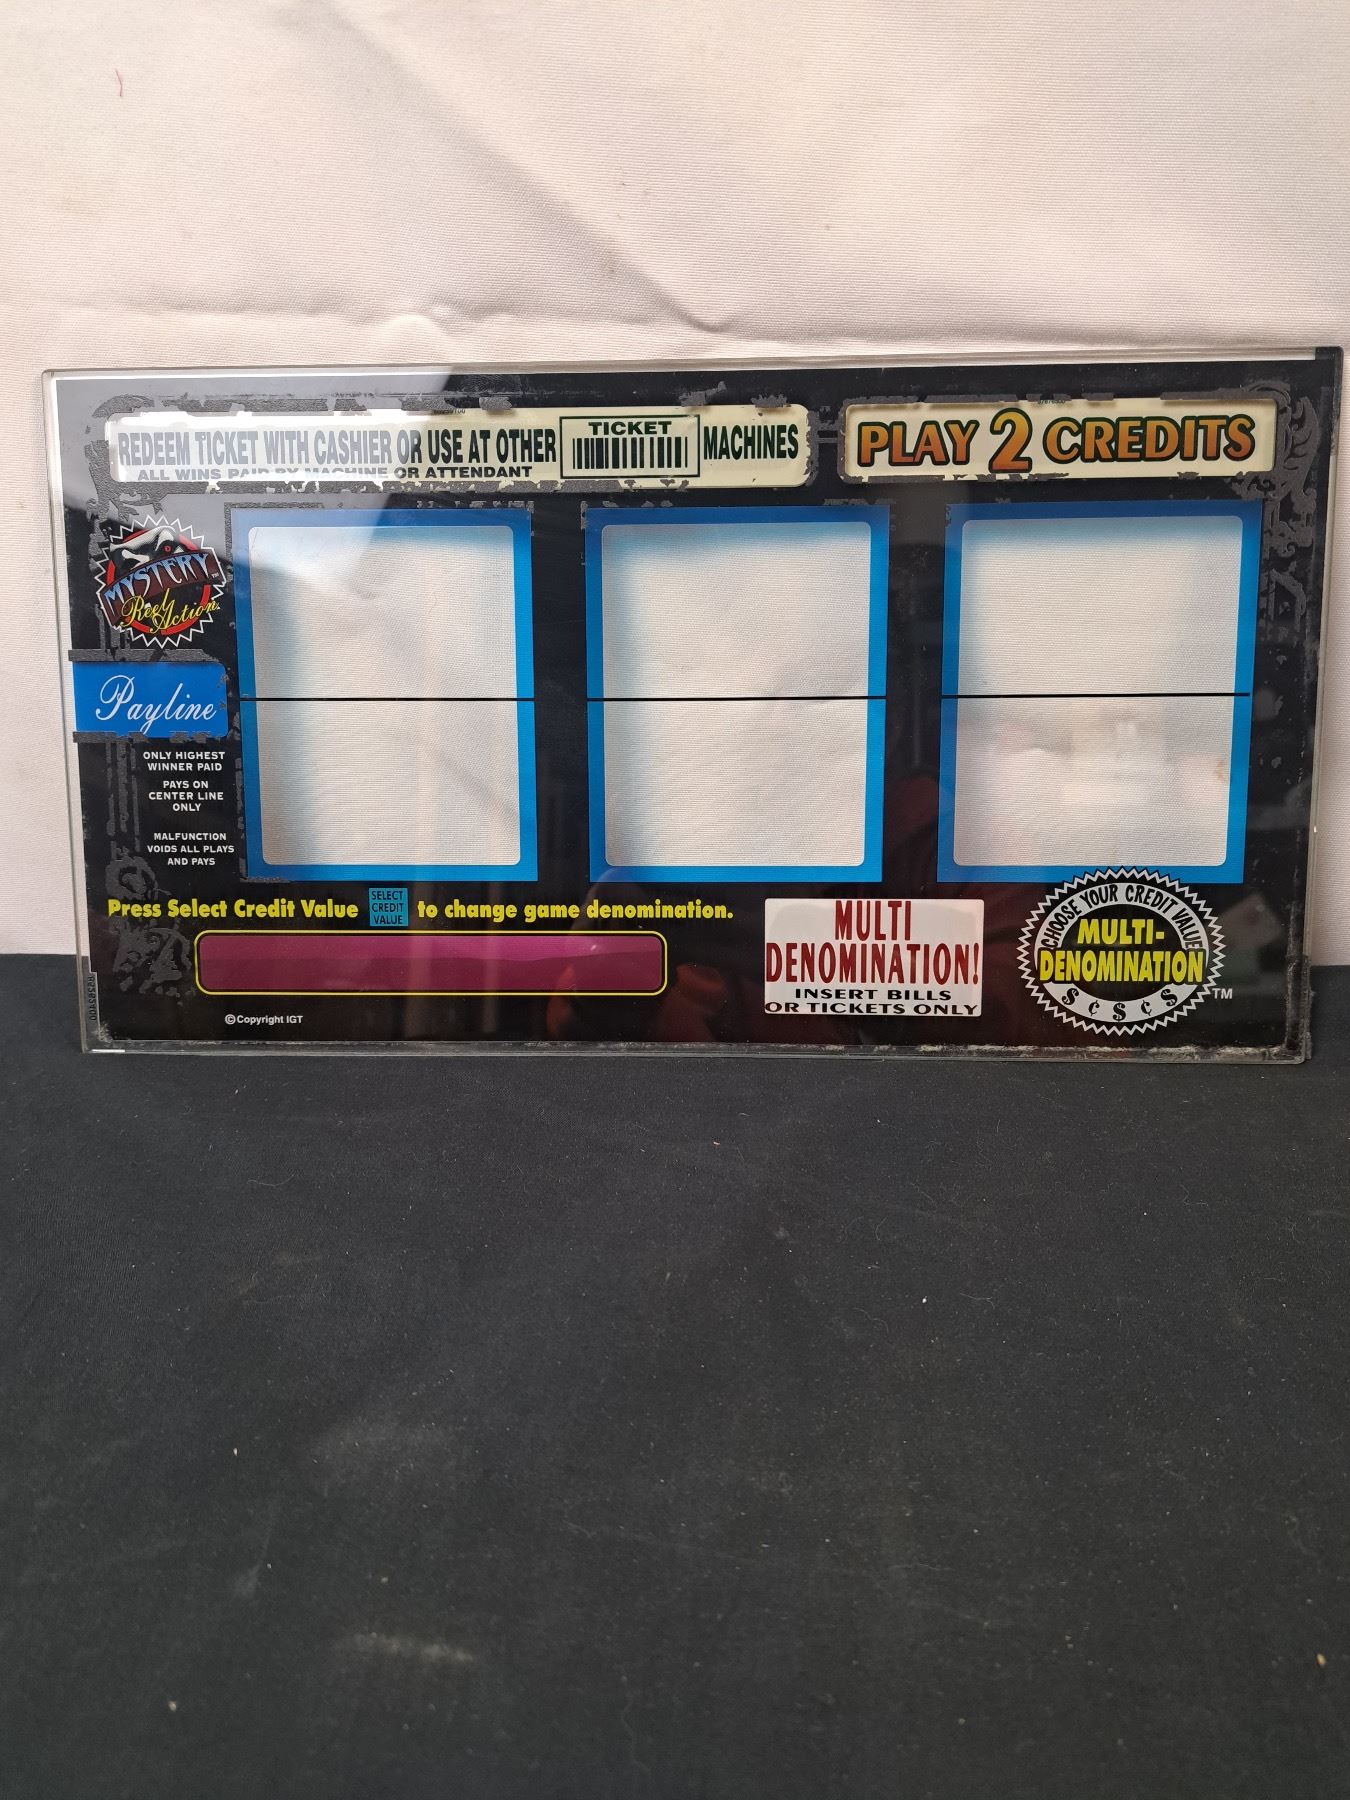 REDEEM TICKET WITH CASHIER OR USE AT OTHER TICKET MACHINES
ALL WINS PAID BY MACHINE OR ATTENDANT
PLAY 2 CREDITS
MYSTERY TM
Reel Action
Payline
ONLY HIGHEST
WINNER PAID
PAYS ON
CENTER LINE
ONLY
MALFUNCTION
VOIDS ALL PLAYS
AND PAYS
Press Select Credit Value SELECT CREDIT VALUE to change game denomination.
MULTI
DENOMINATION!
INSERT BILLS
OR TICKETS ONLY
CHOOSE YOUR CREDIT VALUE
MULTI-
DENOMINATION
$ ¢ $ ¢ $
TM
©Copyright IGT